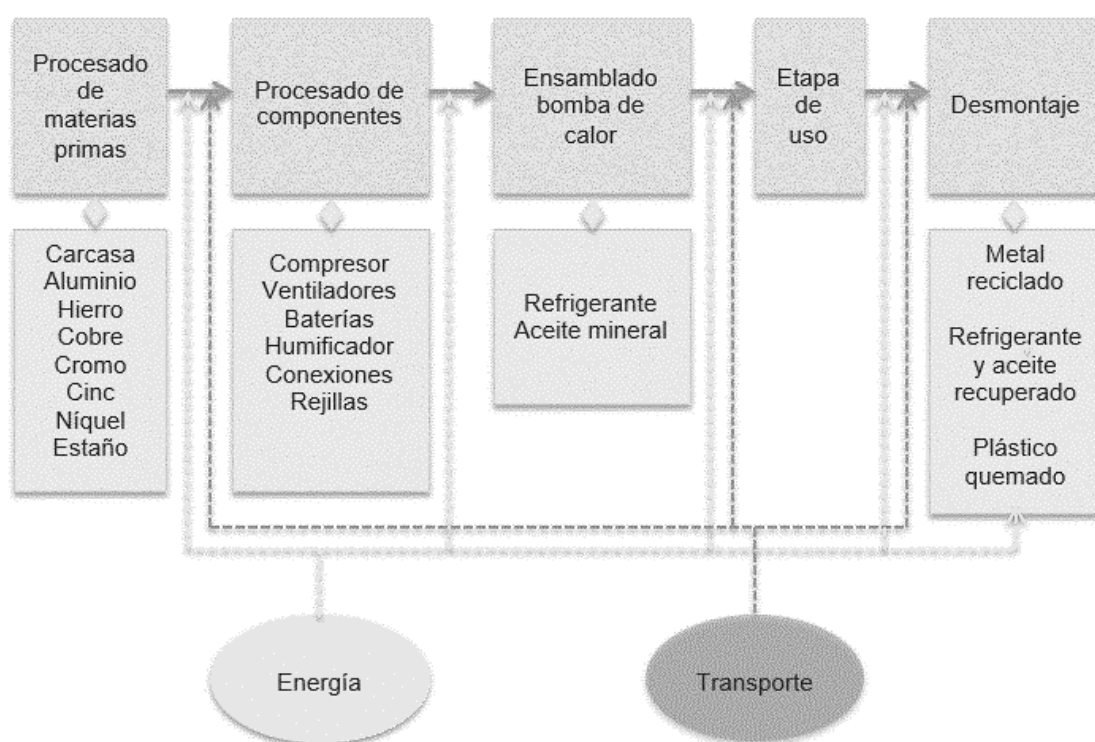 Procesado
de
materias
primas
Procesado de
componentes
Ensamblado
bomba de
calor
Etapa
de
uso
Desmontaje
Carcasa
Aluminio
Hierro
Cobre
Cromo
Cinc
Níquel
Estaño
Compresor
Ventiladores
Baterías
Humificador
Conexiones
Rejillas
Refrigerante
Aceite mineral
Metal
reciclado
Refrigerante
y aceite
recuperado
Plástico
quemado
Energía
Transporte